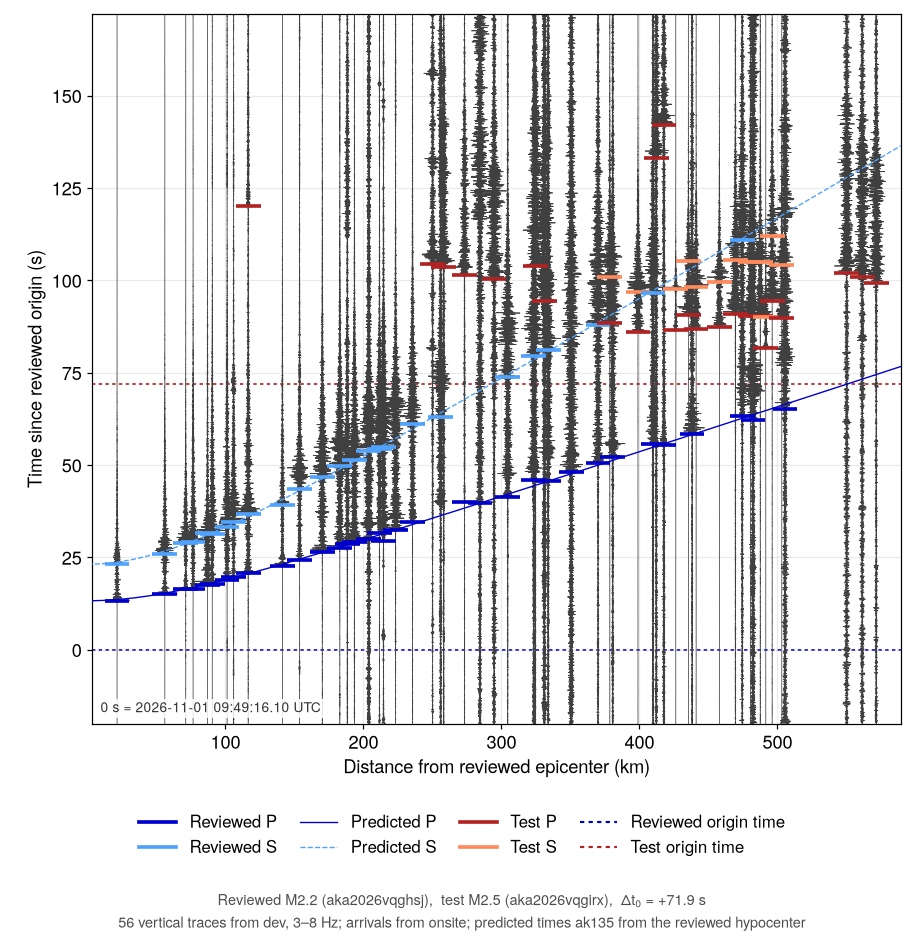 150
125
100
75
50
25
0
Time since reviewed origin (s)
0 s = 2026-11-01 09:49:16.10 UTC
100 200 300 400 500
Distance from reviewed epicenter (km)
Reviewed P Predicted P Test P Reviewed origin time
Reviewed S Predicted S Test S Test origin time
Reviewed M2.2 (aka2026vqghsj), test M2.5 (aka2026vqgirx), Δt₀ = +71.9 s
56 vertical traces from dev, 3–8 Hz; arrivals from onsite; predicted times ak135 from the reviewed hypocenter